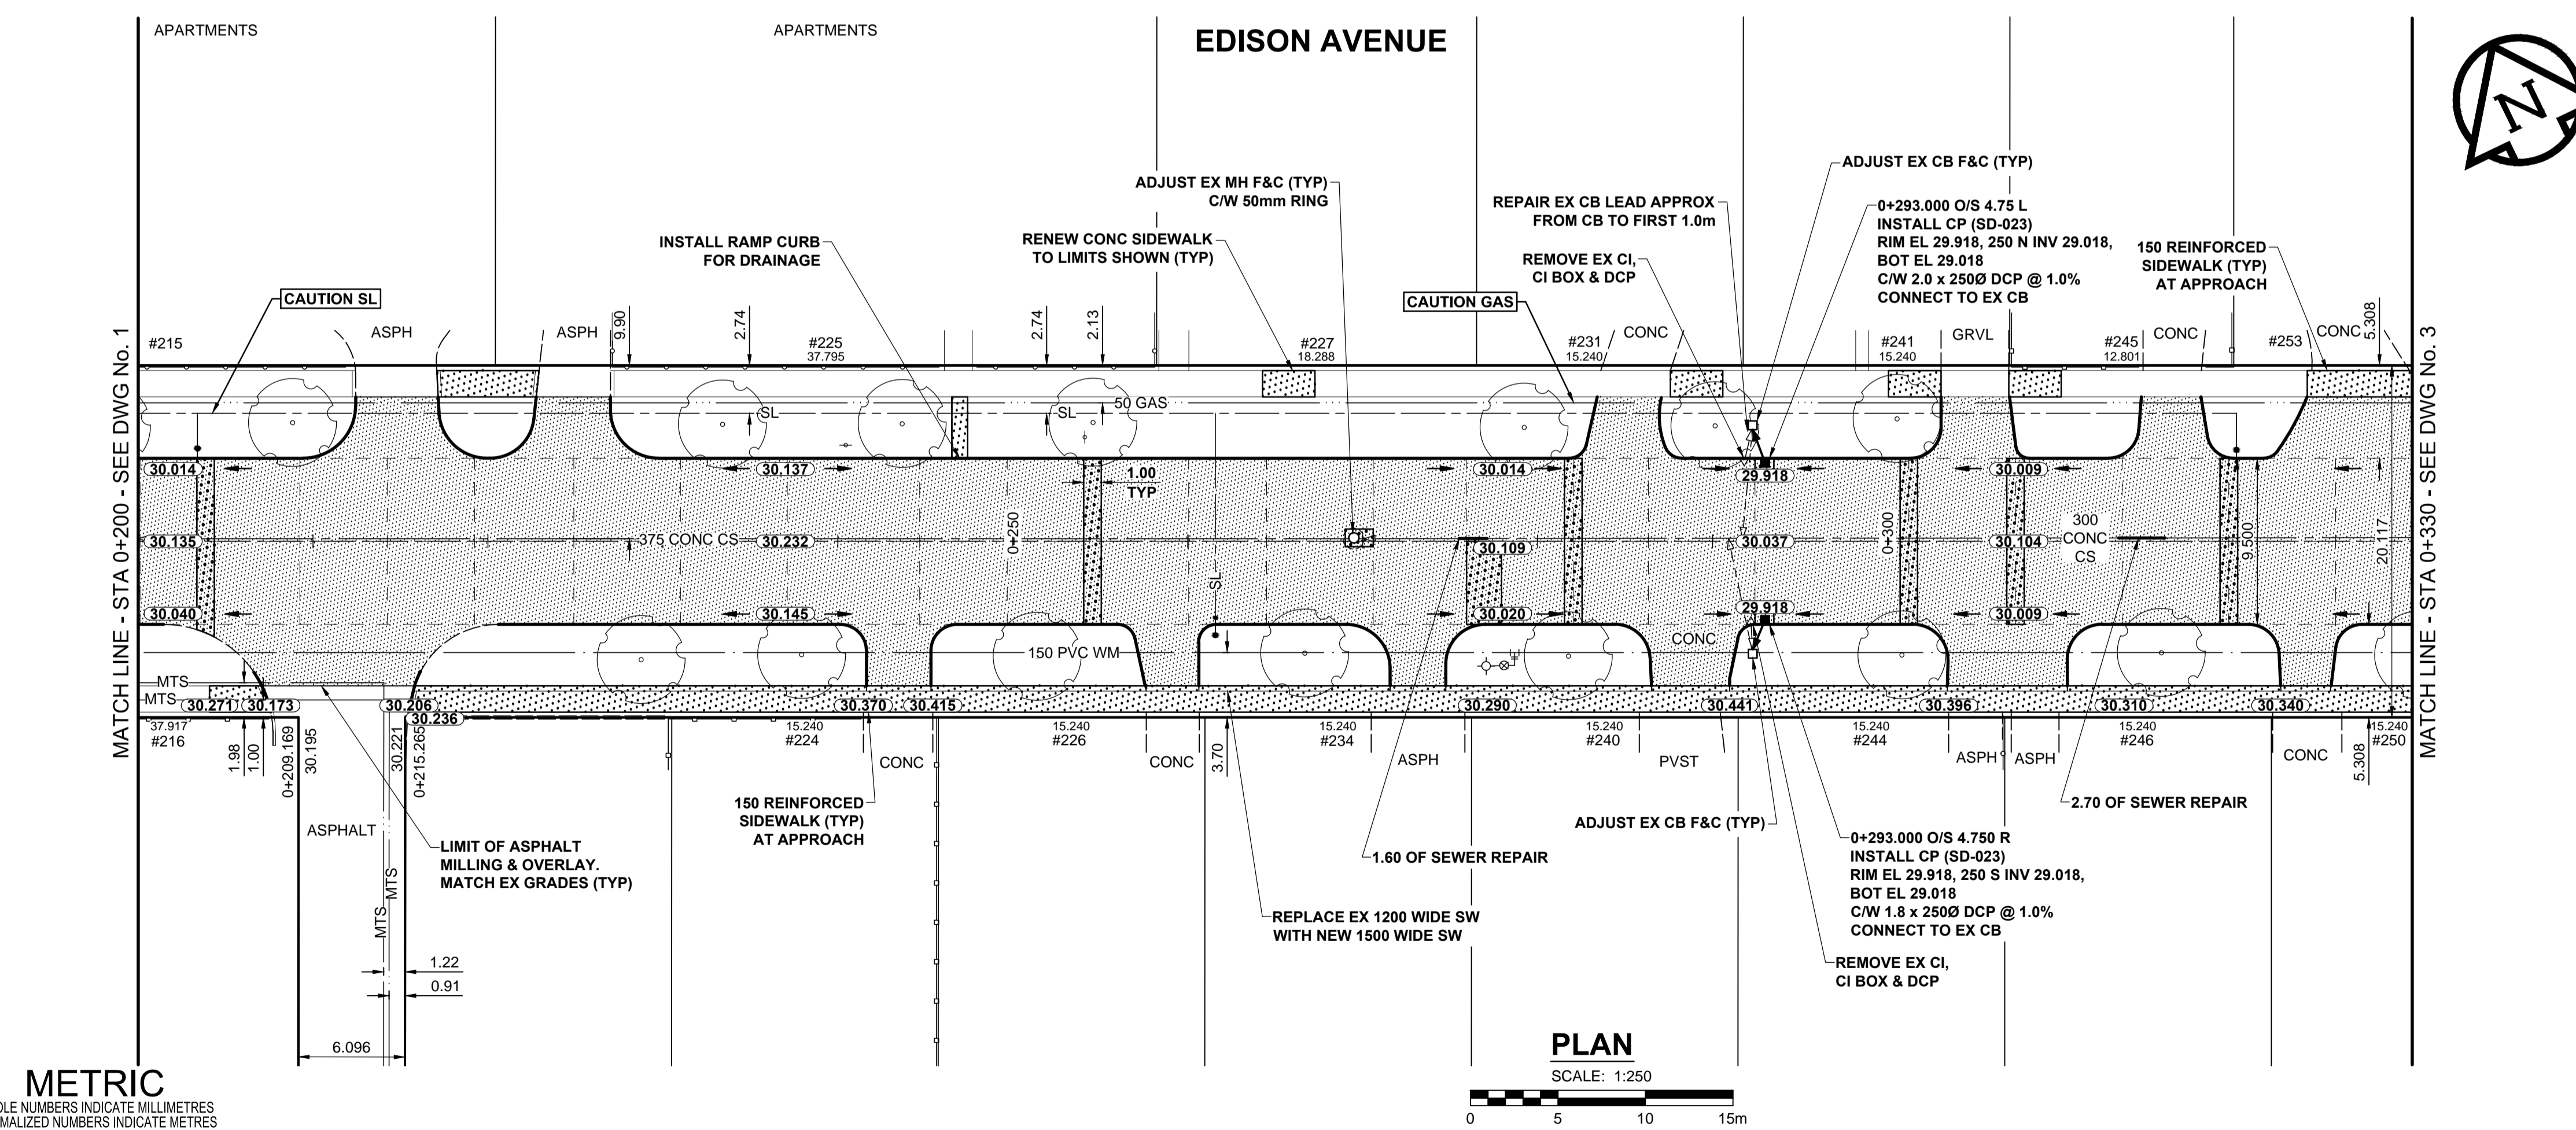 APARTMENTS
APARTMENTS
EDISON AVENUE
N
ADJUST EX CB F&C (TYP)
ADJUST EX MH F&C (TYP)
C/W 50mm RING
REPAIR EX CB LEAD APPROX
FROM CB TO FIRST 1.0m
0+293.000 O/S 4.75 L
INSTALL CP (SD-023)
RIM EL 29.918, 250 N INV 29.018,
BOT EL 29.018
C/W 2.0 x 250Ø DCP @ 1.0%
CONNECT TO EX CB
INSTALL RAMP CURB
FOR DRAINAGE
RENEW CONC SIDEWALK
TO LIMITS SHOWN (TYP)
REMOVE EX CI,
CI BOX & DCP
150 REINFORCED
SIDEWALK (TYP)
AT APPROACH
CAUTION SL
CAUTION GAS
MATCH LINE - STA 0+200 - SEE DWG No. 1
#215
ASPH
ASPH
9.90
2.74
#225
37.795
2.74
2.13
#227
18.288
#231
15.240
CONC
#241
15.240
GRVL
#245
12.801
CONC
#253
CONC
5.308
MATCH LINE - STA 0+330 - SEE DWG No. 3
SL
SL
50 GAS
30.014
30.137
1.00
TYP
30.014
29.918
30.009
30.135
375 CONC CS
30.232
0+250
30.109
30.037
0+300
30.104
300
CONC
CS
9.500
20.117
SL
30.040
30.145
30.020
29.918
30.009
CONC
150 PVC WM
MTS
MTS
30.271
30.173
30.206
30.236
30.370
30.415
30.290
30.441
30.396
30.310
30.340
37.917
#216
1.98
1.00
0+209.169
30.195
30.221
0+215.265
15.240
#224
CONC
15.240
#226
CONC
3.70
15.240
#234
ASPH
15.240
#240
PVST
15.240
#244
ASPH
ASPH
15.240
#246
CONC
5.308
15.240
#250
150 REINFORCED
SIDEWALK (TYP)
AT APPROACH
ADJUST EX CB F&C (TYP)
2.70 OF SEWER REPAIR
ASPHALT
LIMIT OF ASPHALT
MILLING & OVERLAY.
MATCH EX GRADES (TYP)
1.60 OF SEWER REPAIR
0+293.000 O/S 4.750 R
INSTALL CP (SD-023)
RIM EL 29.918, 250 S INV 29.018,
BOT EL 29.018
C/W 1.8 x 250Ø DCP @ 1.0%
CONNECT TO EX CB
MTS
MTS
REPLACE EX 1200 WIDE SW
WITH NEW 1500 WIDE SW
REMOVE EX CI,
CI BOX & DCP
1.22
0.91
6.096
PLAN
SCALE: 1:250
0 5 10 15m
METRIC
NUMBERS INDICATE MILLIMETRES
NUMBERS INDICATE METRES